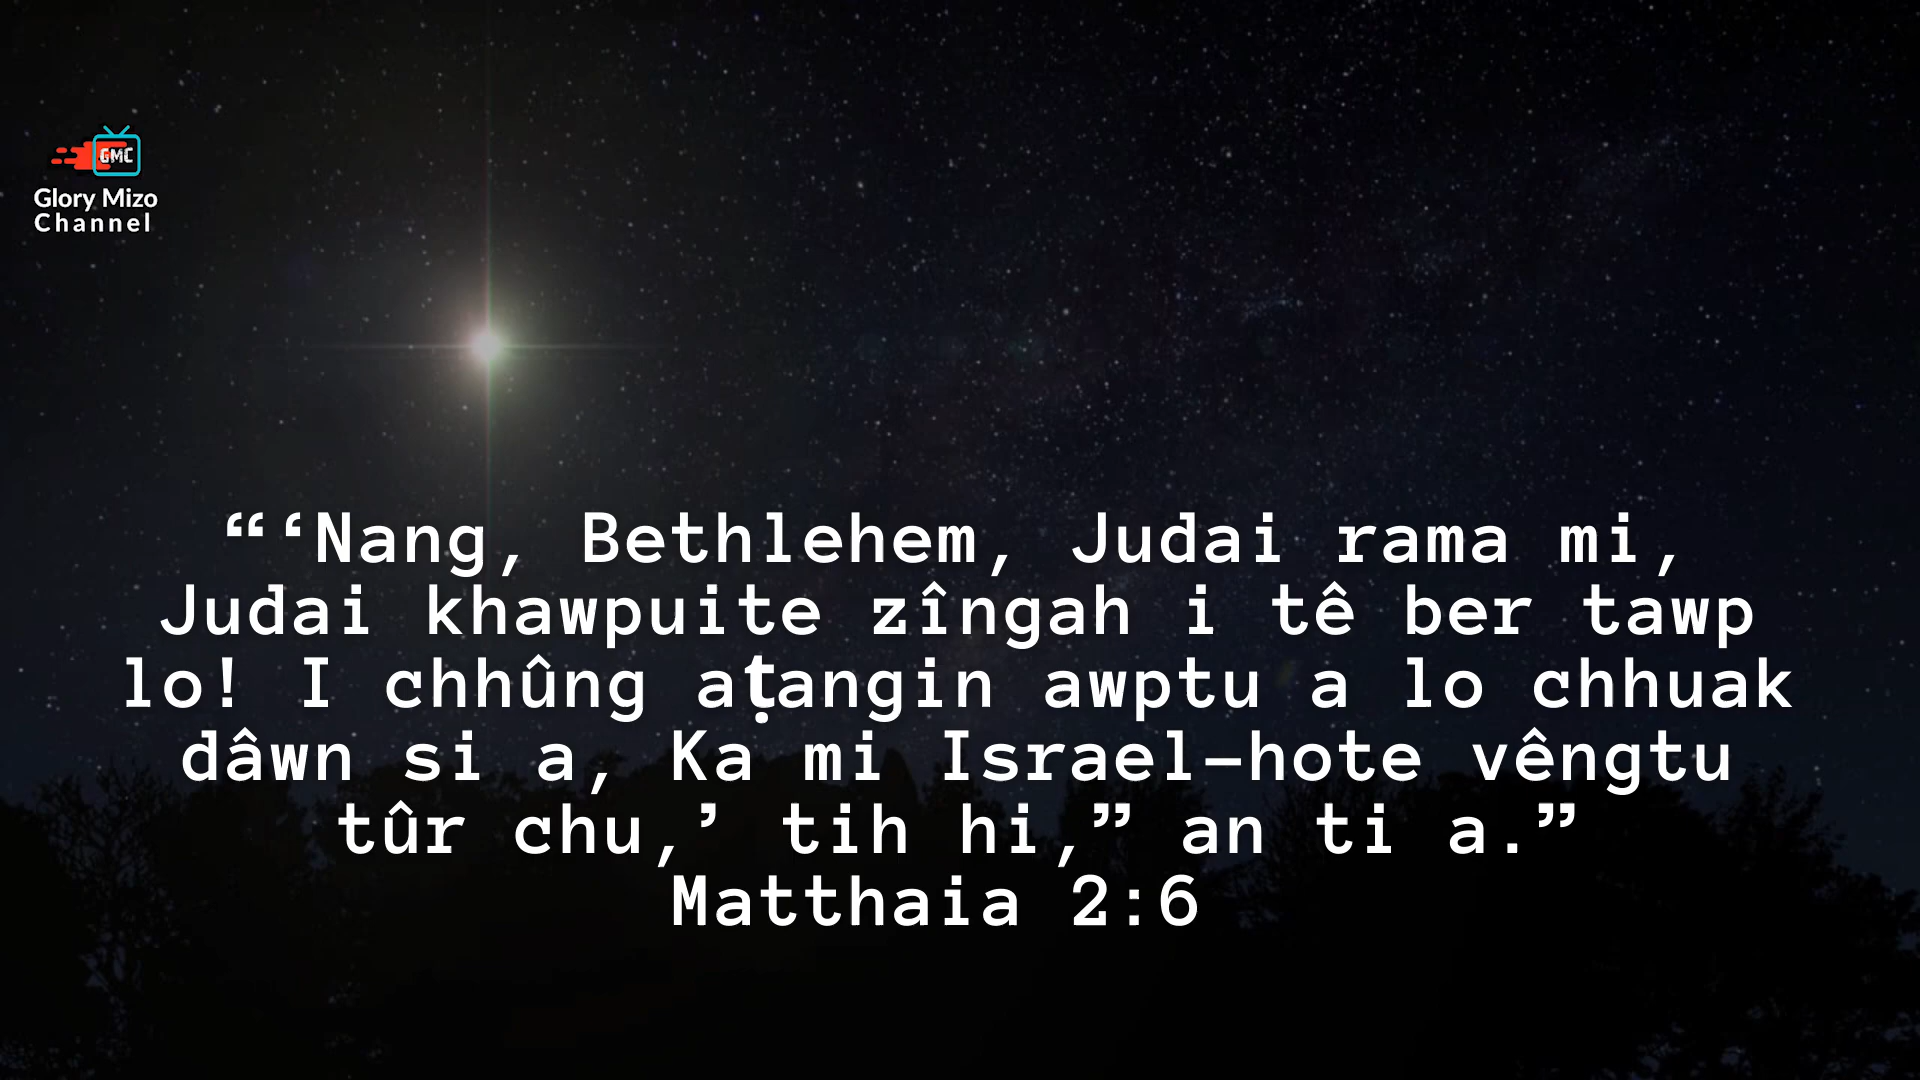 GMC
Glory Mizo
Channel
“‘Nang, Bethlehem, Judai rama mi,
Judai khawpuite zîngah i tê ber tawp
lo! I chhûng aṭangin awptu a lo chhuak
dâwn si a, Ka mi Israel-hote vêngtu
tûr chu,’ tih hi,” an ti a.”
Matthaia 2:6